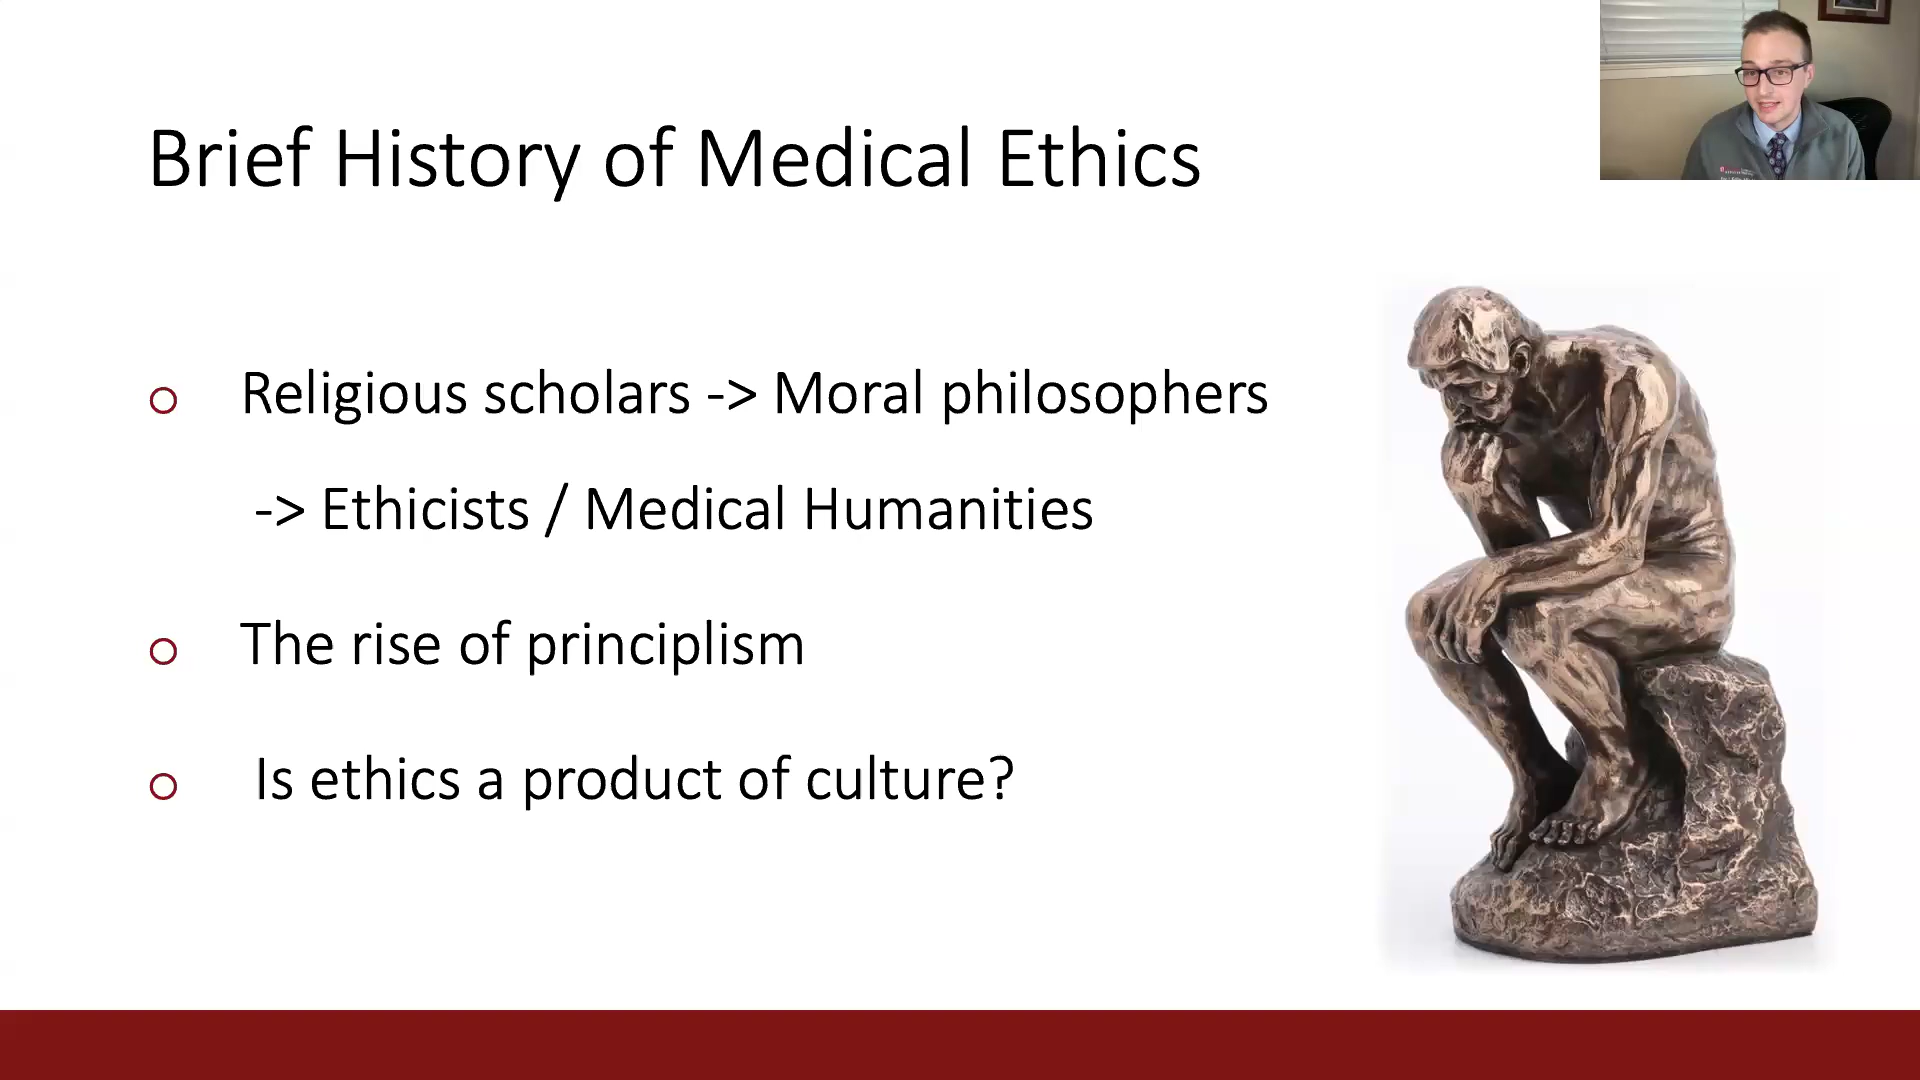 Brief History of Medical Ethics
Religious scholars -> Moral philosophers
-> Ethicists / Medical Humanities
The rise of principlism
Is ethics a product of culture?